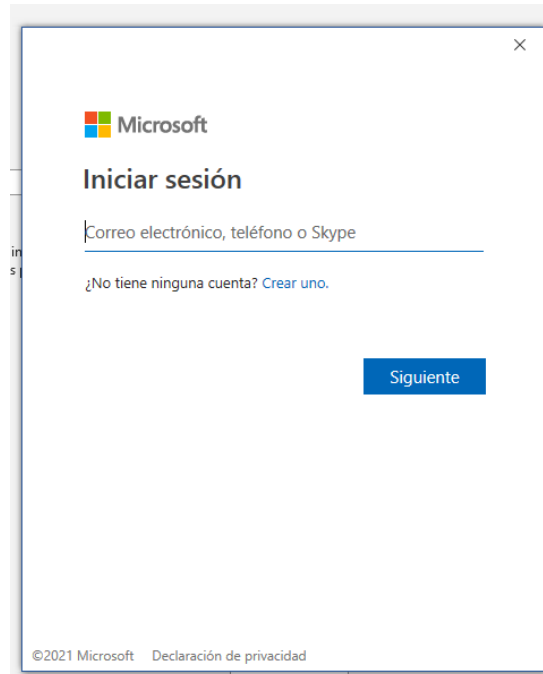 Microsoft
Iniciar sesión
Correo electrónico, teléfono o Skype
in
¿No tiene ninguna cuenta? Crear uno.
s
Siguiente
©2021 Microsoft Declaración de privacidad